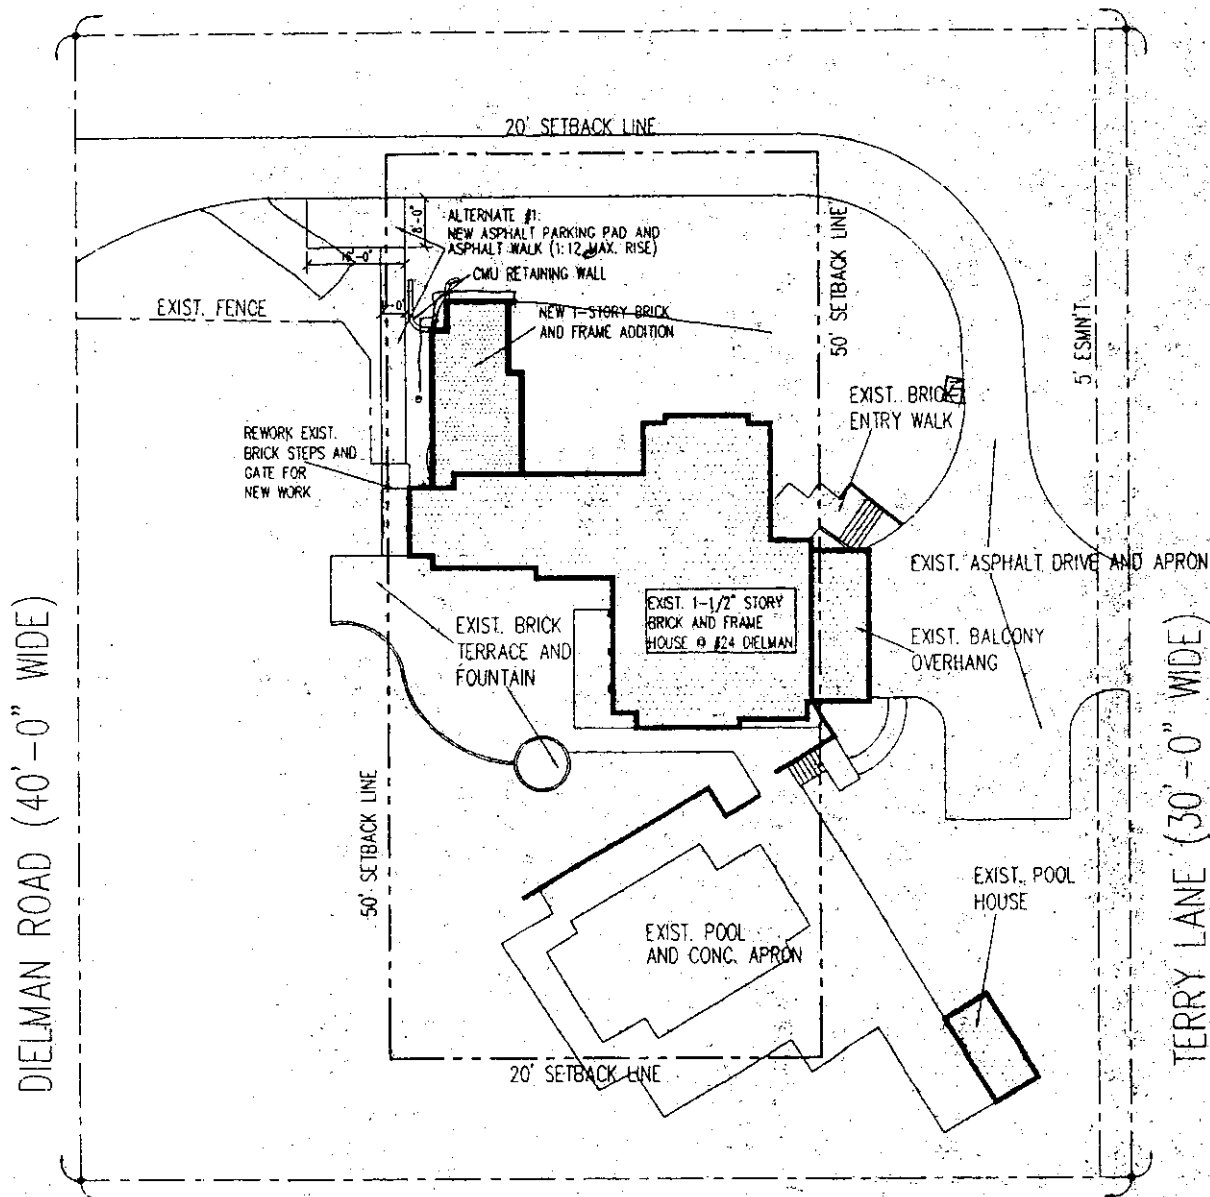 20' SETBACK LINE
ALTERNATE #1:
NEW ASPHALT PARKING PAD AND
ASPHALT WALK (1:12 MAX. RISE)
CMU RETAINING WALL
EXIST. FENCE
NEW 1-STORY BRICK
AND FRAME ADDITION
50' SETBACK LINE
5' ESMN'T
EXIST. BRICK
ENTRY WALK
REWORK EXIST.
BRICK STEPS AND
GATE FOR
NEW WORK
EXIST. ASPHALT DRIVE AND APRON
EXIST. 1-1/2" STORY
BRICK AND FRAME
HOUSE @ #24 DIELMAN
EXIST. BRICK
TERRACE AND
FOUNTAIN
EXIST. BALCONY
OVERHANG
DIELMAN ROAD (40'-0" WIDE)
TERRY LANE (30'-0" WIDE)
50' SETBACK LINE
EXIST. POOL
HOUSE
EXIST. POOL
AND CONC. APRON
20' SETBACK LINE